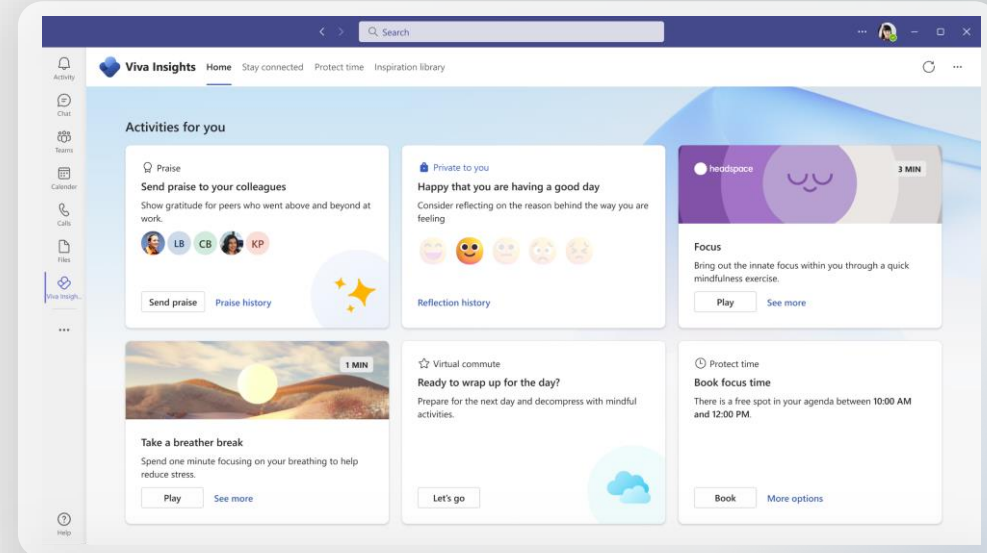 Search
Activity
Chat
Teams
Calender
Calls
Files
Viva Insigh..
Help
Viva Insights Home Stay connected Protect time Inspiration library
Activities for you
Praise
Send praise to your colleagues
Show gratitude for peers who went above and beyond at
work.
LB CB KP
Send praise Praise history
Private to you
Happy that you are having a good day
Consider reflecting on the reason behind the way you are
feeling
Reflection history
headspace 3 MIN
Focus
Bring out the innate focus within you through a quick
mindfulness exercise.
Play See more
1 MIN
Take a breather break
Spend one minute focusing on your breathing to help
reduce stress.
Play See more
Virtual commute
Ready to wrap up for the day?
Prepare for the next day and decompress with mindful
activities.
Let's go
Protect time
Book focus time
There is a free spot in your agenda between 10:00 AM
and 12:00 PM.
Book More options